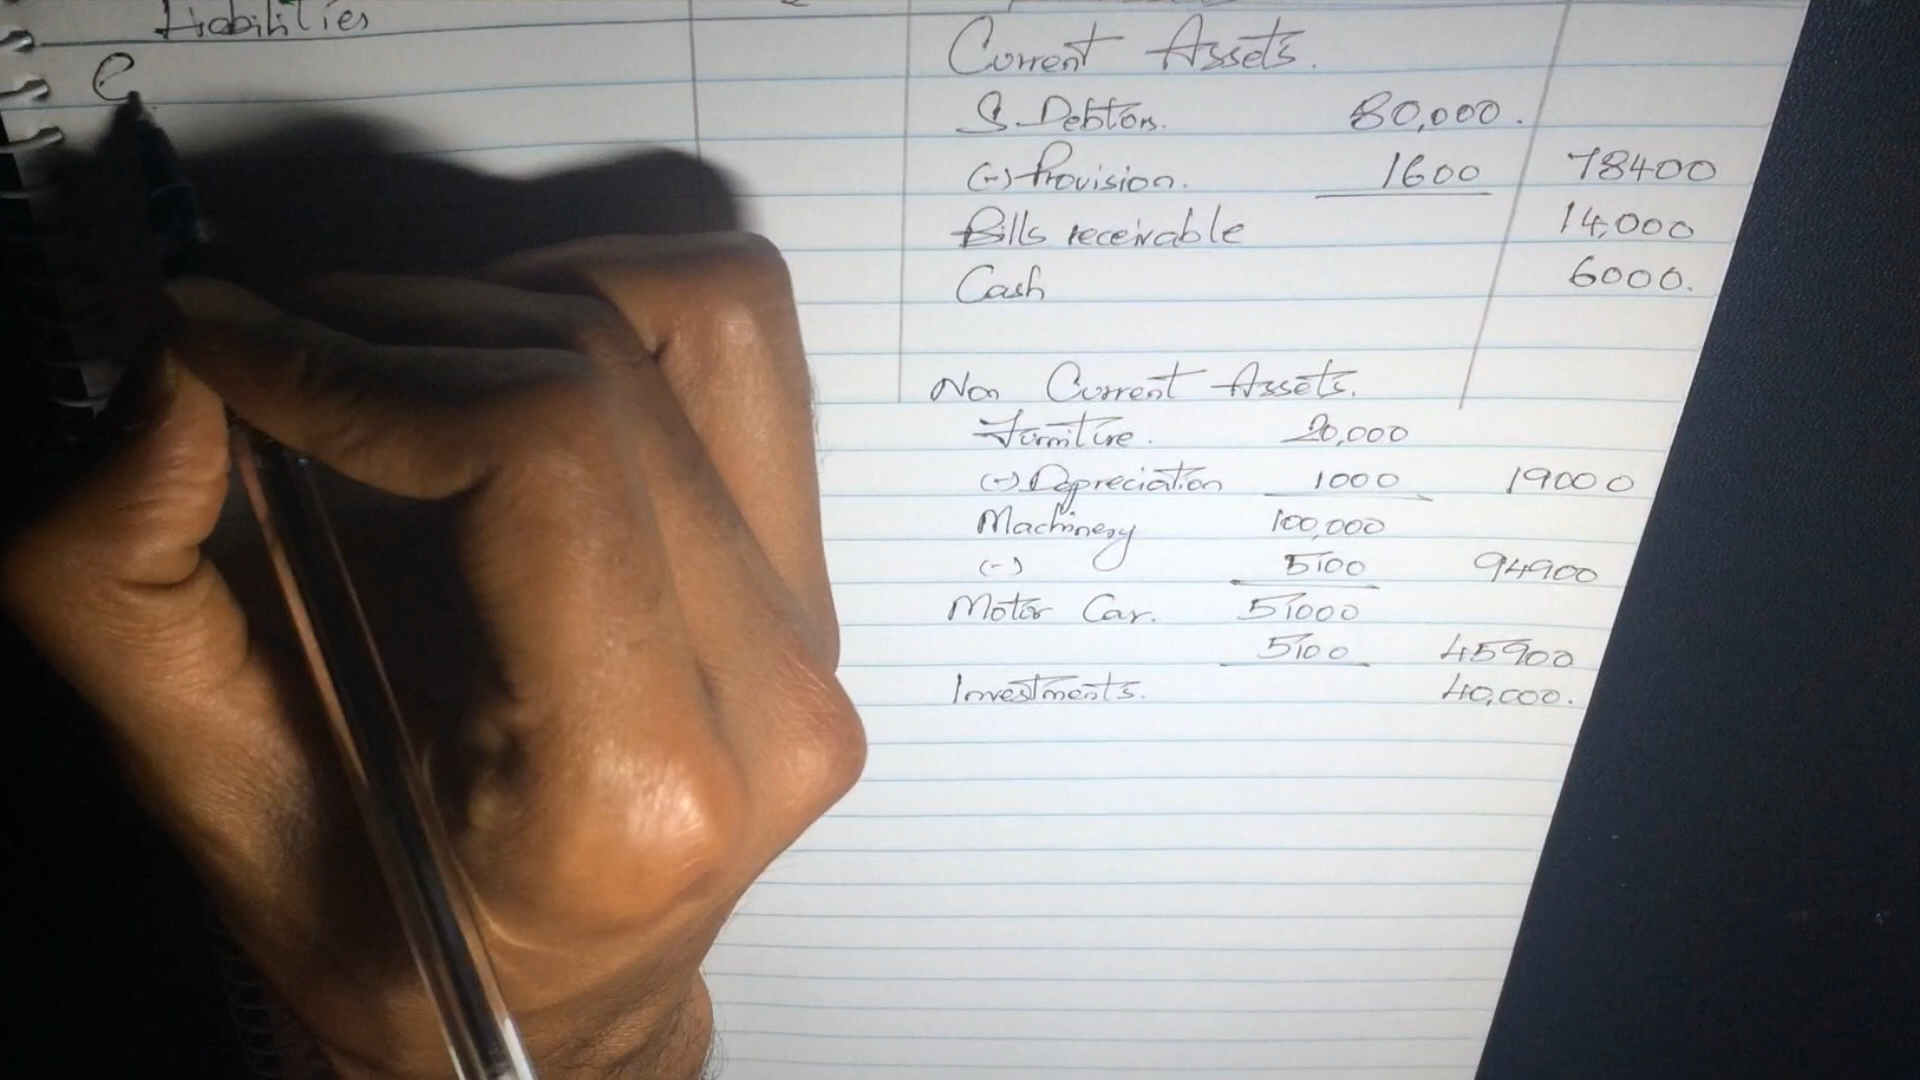 Liabilities
C
Current Assets.
S. Debtors. 80,000.
(-) Provision. 1600 78400
Bills receivable 14,000
Cash 6000.
Non Current Assets.
Furniture. 20,000
(-) Depreciation 1000 19000
Machinery 100,000
(-) 5100 94900
Motor Car. 51000
5100 45900
Investments. 40,000.